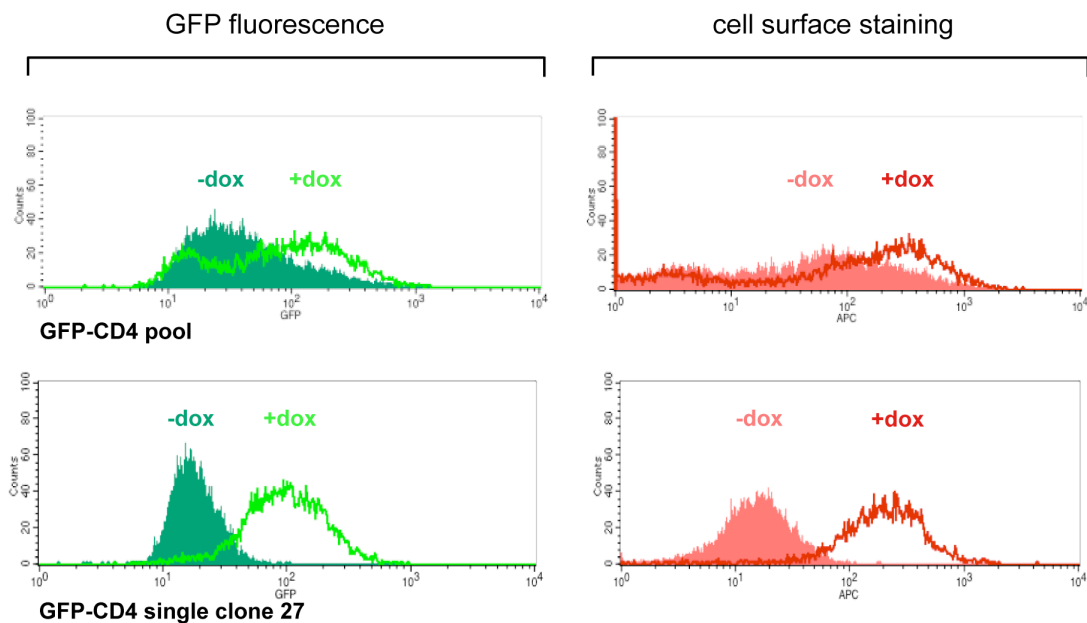 GFP fluorescence
cell surface staining
100
80
60
40
20
0
Counts
-dox
+dox
10^0
10^1
10^2
10^3
10^4
GFP
GFP-CD4 pool
100
80
60
40
20
0
Counts
-dox
+dox
10^0
10^1
10^2
10^3
10^4
APC
100
80
60
40
20
0
Counts
-dox
+dox
10^0
10^1
10^2
10^3
10^4
GFP
GFP-CD4 single clone 27
100
80
60
40
20
0
Counts
-dox
+dox
10^0
10^1
10^2
10^3
10^4
APC